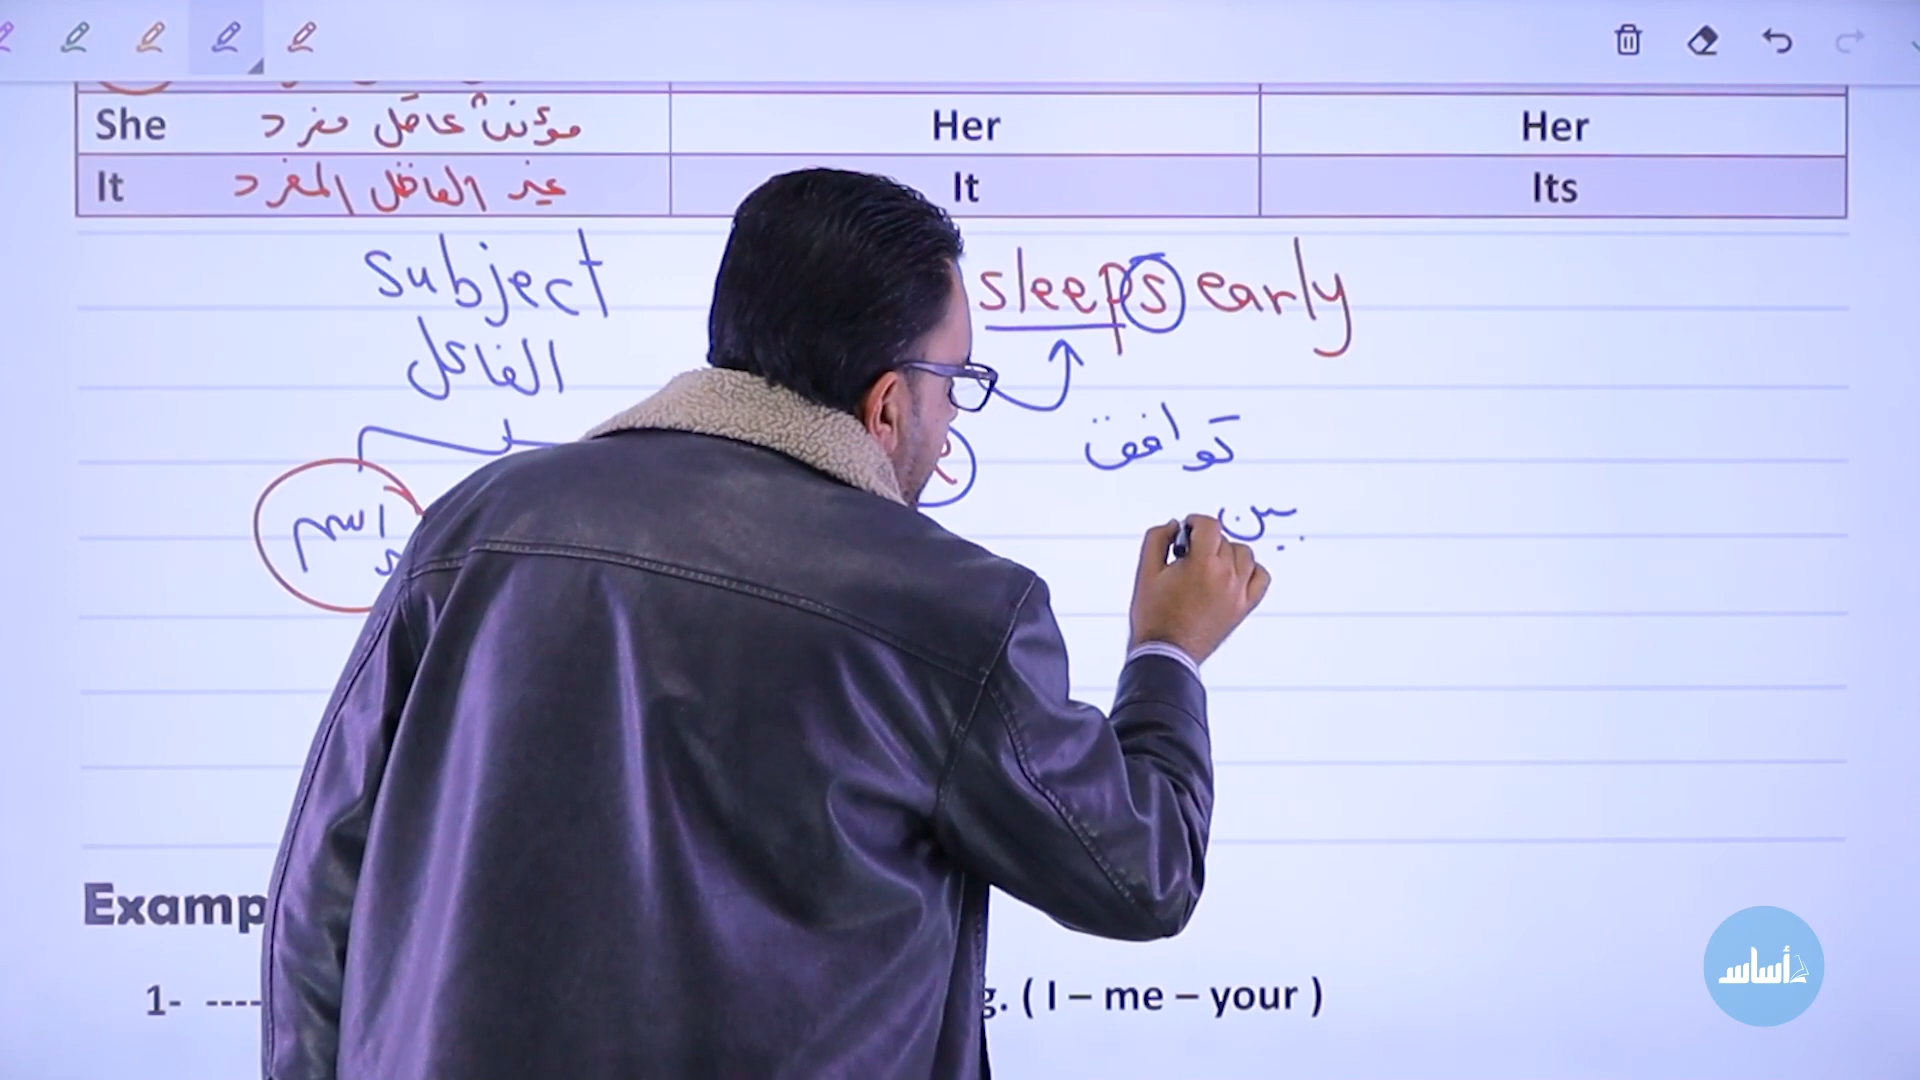 She مؤنث عاقل مفرد Her Her
It غير العاقل المفرد It Its
subject sleeps early
الفاعل
توافق
اسم بين
Examp
1- ---- g. ( I – me – your )
أساس